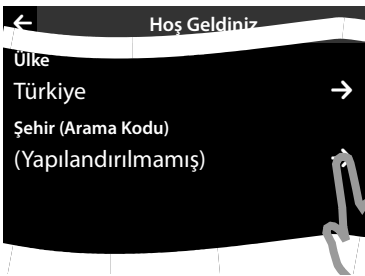 Hoş Geldiniz
Ülke
Türkiye
Şehir (Arama Kodu)
(Yapılandırılmamış)